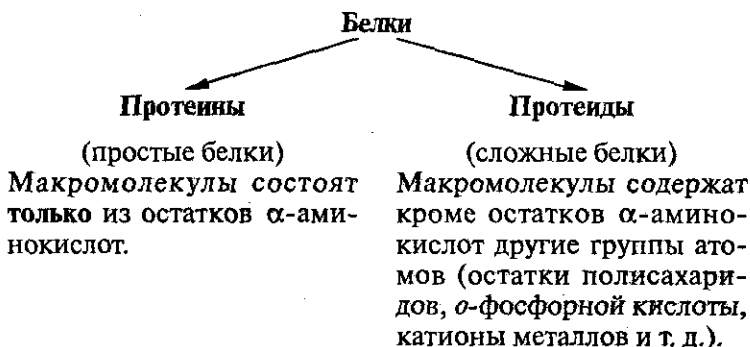 Белки
Протеины
(простые белки)
Макромолекулы состоят
только из остатков α-ами-
нокислот.
Протеиды
(сложные белки)
Макромолекулы содержат
кроме остатков α-амино-
кислот другие группы ато-
мов (остатки полисахари-
дов, о-фосфорной кислоты,
катионы металлов и т. д.).